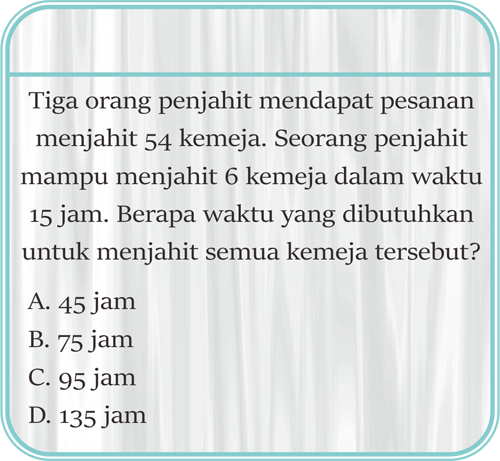 Tiga orang penjahit mendapat pesanan
menjahit 54 kemeja. Seorang penjahit
mampu menjahit 6 kemeja dalam waktu
15 jam. Berapa waktu yang dibutuhkan
untuk menjahit semua kemeja tersebut?
A. 45 jam
B. 75 jam
C. 95 jam
D. 135 jam